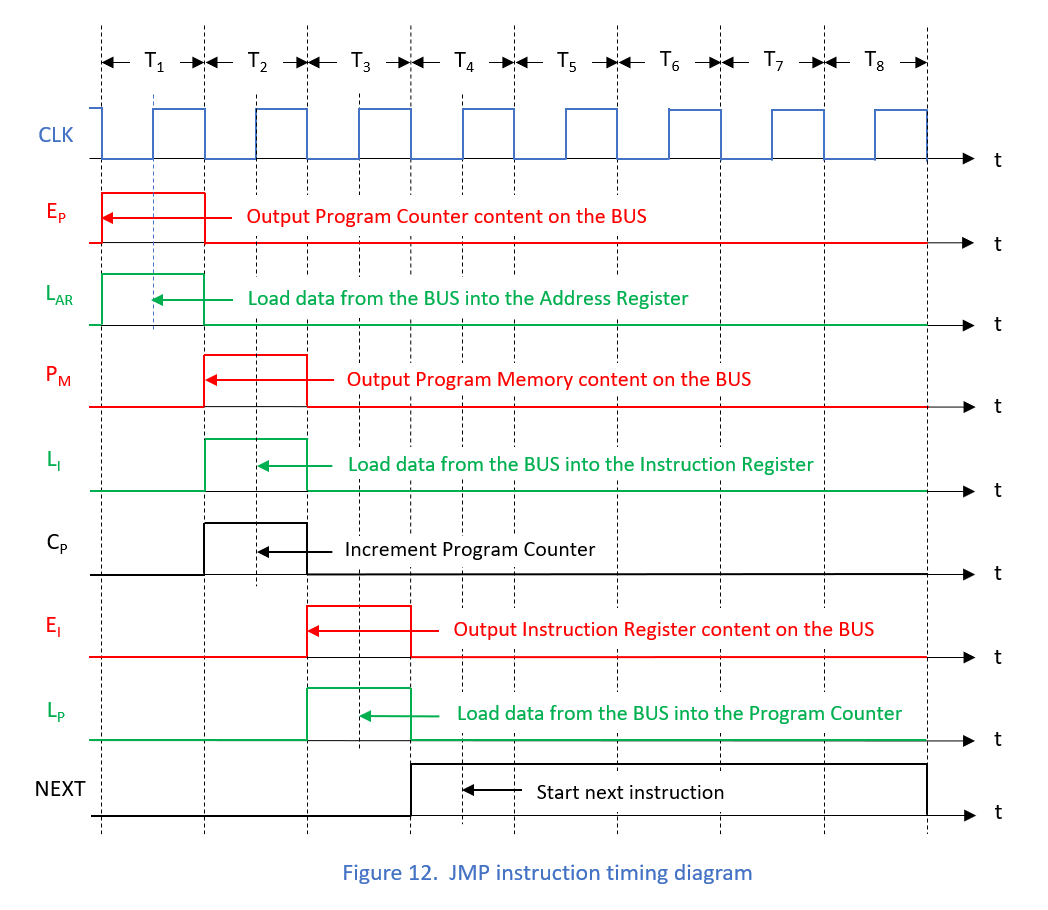 T1 T2 T3 T4 T5 T6 T7 T8
CLK t
EP Output Program Counter content on the BUS t
LAR Load data from the BUS into the Address Register t
PM Output Program Memory content on the BUS t
LI Load data from the BUS into the Instruction Register t
CP Increment Program Counter t
EI Output Instruction Register content on the BUS t
LP Load data from the BUS into the Program Counter t
NEXT Start next instruction t
Figure 12. JMP instruction timing diagram